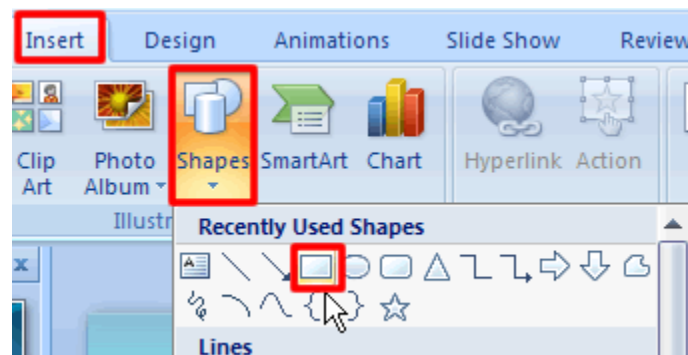 Insert Design Animations Slide Show Review
Clip Art Photo Album Shapes SmartArt Chart Hyperlink Action
Illustr
Recently Used Shapes
Lines